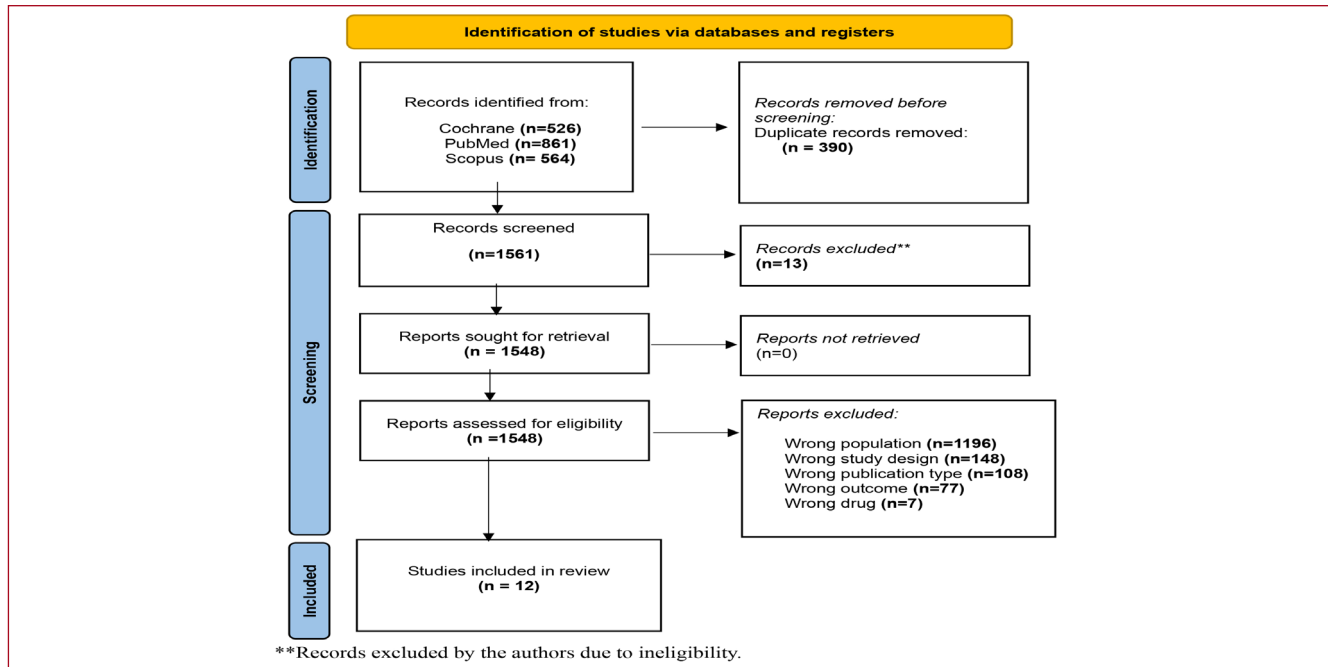 Identification of studies via databases and registers
Identification
Records identified from:
Cochrane (n=526)
PubMed (n=861)
Scopus (n= 564)
Records removed before
screening:
Duplicate records removed:
(n = 390)
Screening
Records screened
(n=1561)
Records excluded**
(n=13)
Reports sought for retrieval
(n = 1548)
Reports not retrieved
(n=0)
Reports assessed for eligibility
(n =1548)
Reports excluded:
Wrong population (n=1196)
Wrong study design (n=148)
Wrong publication type (n=108)
Wrong outcome (n=77)
Wrong drug (n=7)
Included
Studies included in review
(n = 12)
**Records excluded by the authors due to ineligibility.